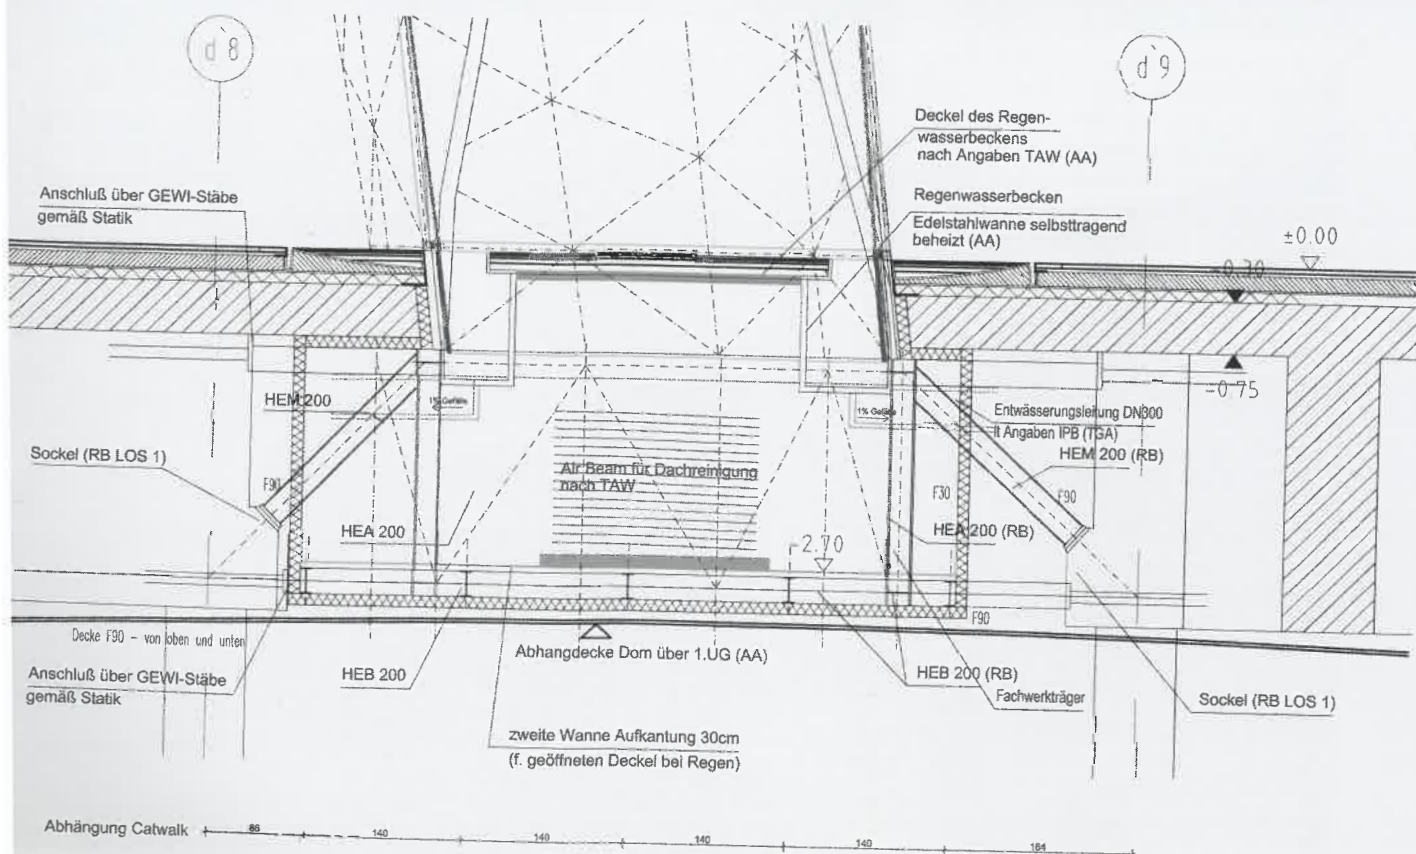 d 8
d 9
Deckel des Regen-
wasserbeckens
nach Angaben TAW (AA)
Anschluß über GEWI-Stäbe
gemäß Statik
Regenwasserbecken
Edelstahlwanne selbsttragend
beheizt (AA)
±0.00
-0.30
-0.75
HEM 200
1% Gefälle
1% Gefälle
Entwässerungsleitung DN300
lt Angaben IPB (TGA)
HEM 200 (RB)
Sockel (RB LOS 1)
Air Beam für Dachreinigung
nach TAW
F90
F30
F90
HEA 200
HEA 200 (RB)
-2.70
F90
Decke F90 - von oben und unten
Abhangdecke Dom über 1.UG (AA)
Anschluß über GEWI-Stäbe
gemäß Statik
HEB 200
HEB 200 (RB)
Fachwerkträger
Sockel (RB LOS 1)
zweite Wanne Aufkantung 30cm
(f. geöffneten Deckel bei Regen)
Abhängung Catwalk
86
140
140
140
140
164